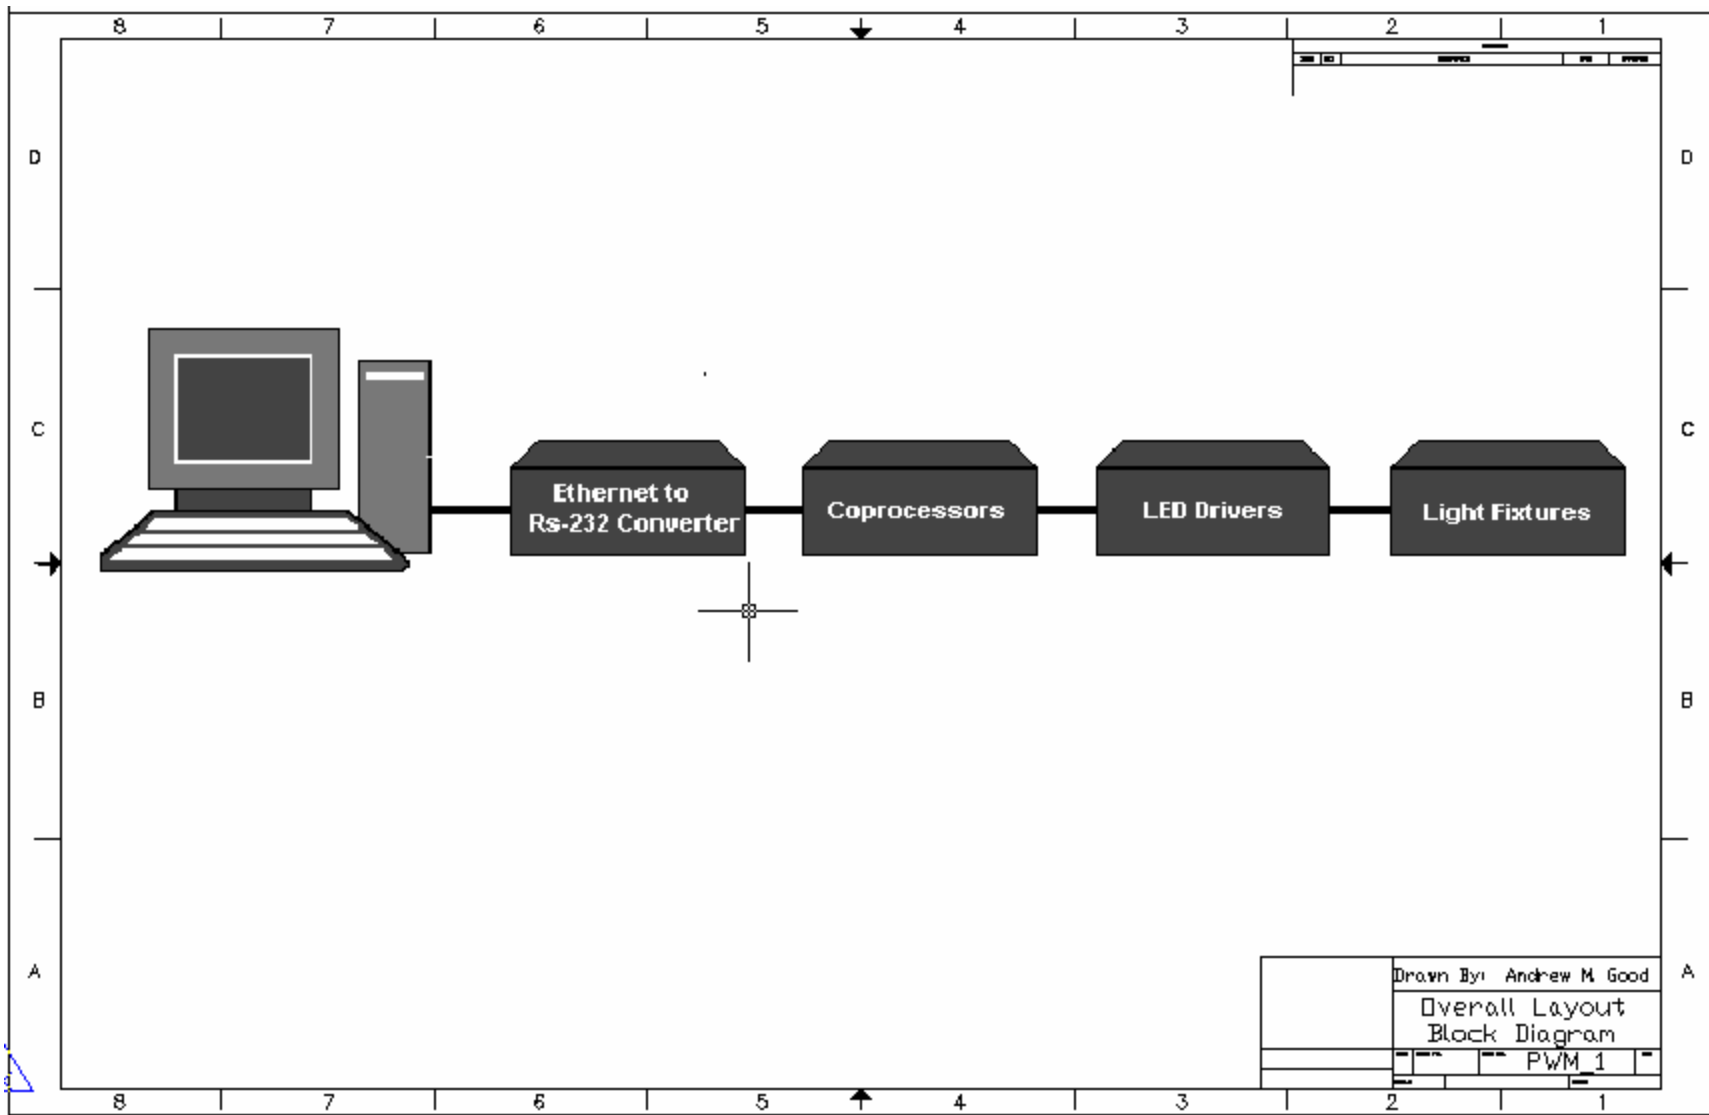 8 7 6 5 4 3 2 1
D D
C C
Ethernet to
Rs-232 Converter
Coprocessors
LED Drivers
Light Fixtures
B B
A A
Drawn By: Andrew M. Good
Overall Layout
Block Diagram
PWM_1
8 7 6 5 4 3 2 1